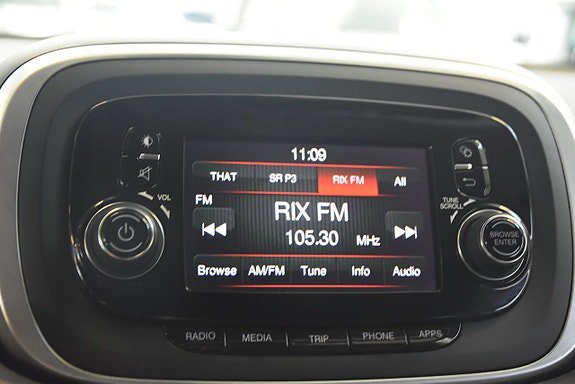 11:09
THAT SR P3 RIX FM All
FM
VOL
RIX FM
TUNE
SCROLL
105.30 MHz
BROWSE
ENTER
Browse AM/FM Tune Info Audio
RADIO MEDIA TRIP PHONE APPS